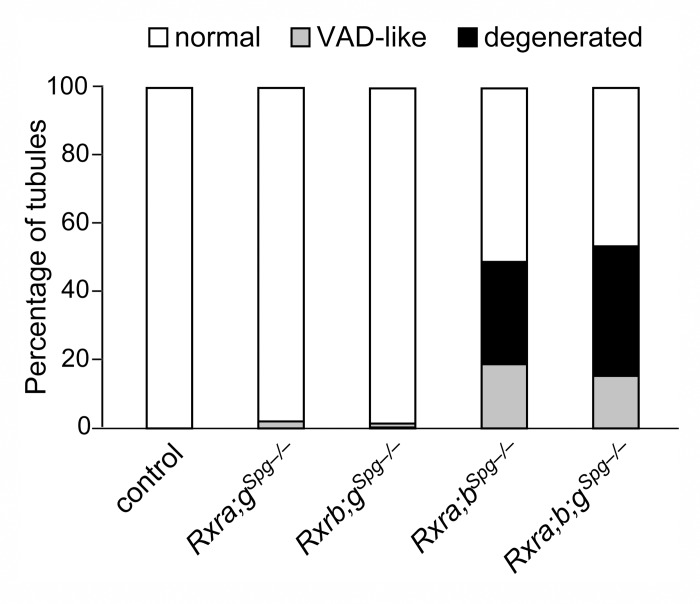 normal VAD-like degenerated
Percentage of tubules
100
80
60
40
20
0
control
Rxra;gSpg–/–
Rxrb;gSpg–/–
Rxra;bSpg–/–
Rxra;b;gSpg–/–